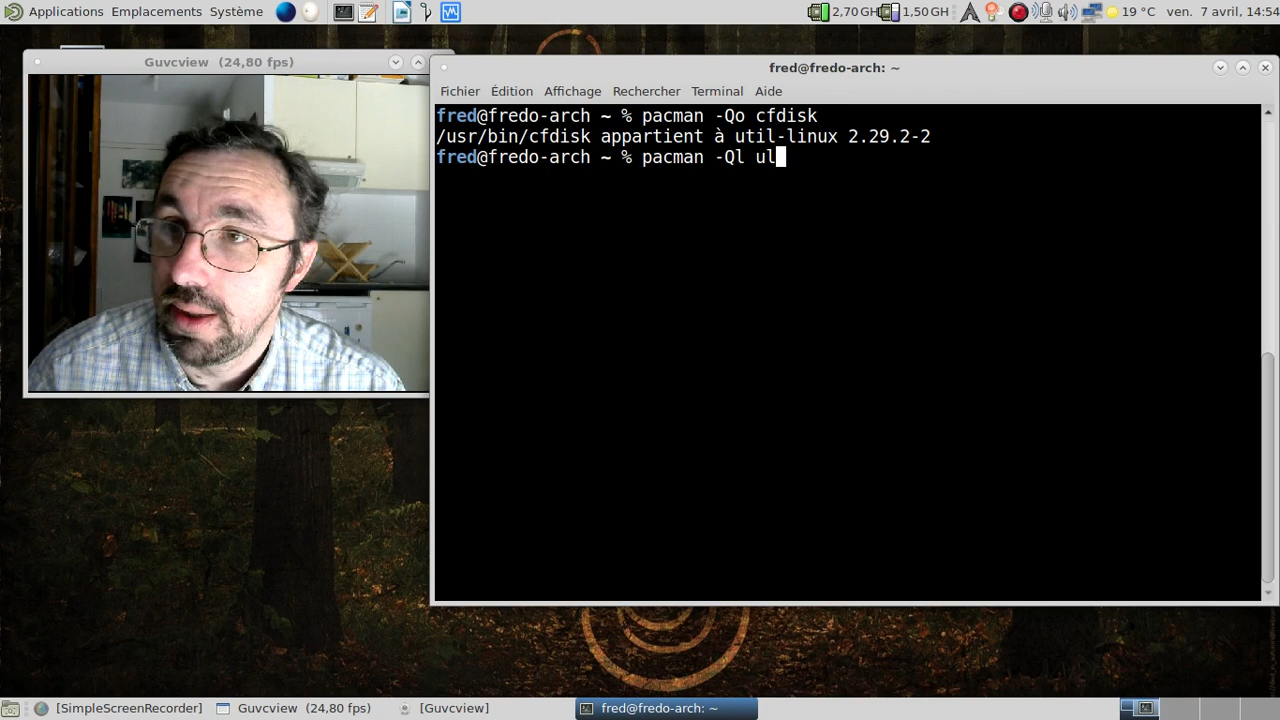 Applications Emplacements Système
2,70 GH 1,50 GH 19 °C ven. 7 avril, 14:54
Guvcview (24,80 fps)
fred@fredo-arch: ~
Fichier Édition Affichage Rechercher Terminal Aide
fred@fredo-arch ~ % pacman -Qo cfdisk
/usr/bin/cfdisk appartient à util-linux 2.29.2-2
fred@fredo-arch ~ % pacman -Ql ul
[SimpleScreenRecorder] Guvcview (24,80 fps) [Guvcview] fred@fredo-arch: ~